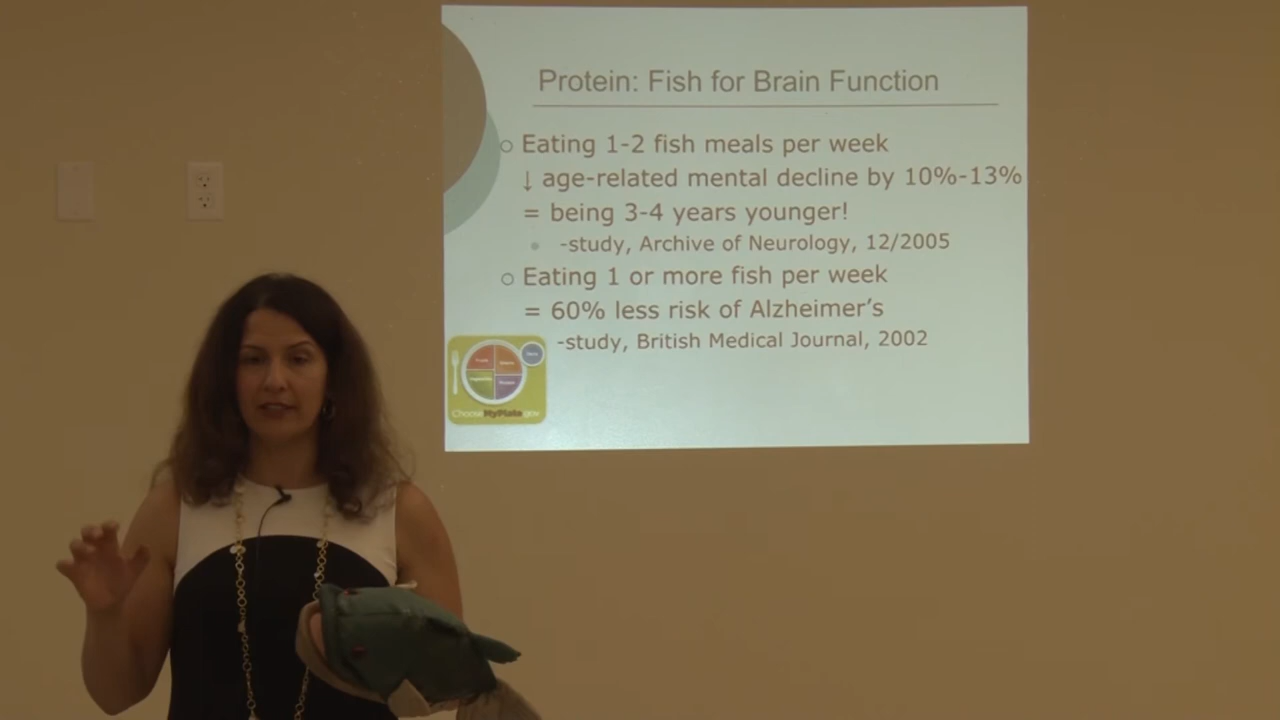 Protein: Fish for Brain Function
Eating 1-2 fish meals per week
↓ age-related mental decline by 10%-13%
= being 3-4 years younger!
-study, Archive of Neurology, 12/2005
Eating 1 or more fish per week
= 60% less risk of Alzheimer's
-study, British Medical Journal, 2002
ChooseMyPlate.gov